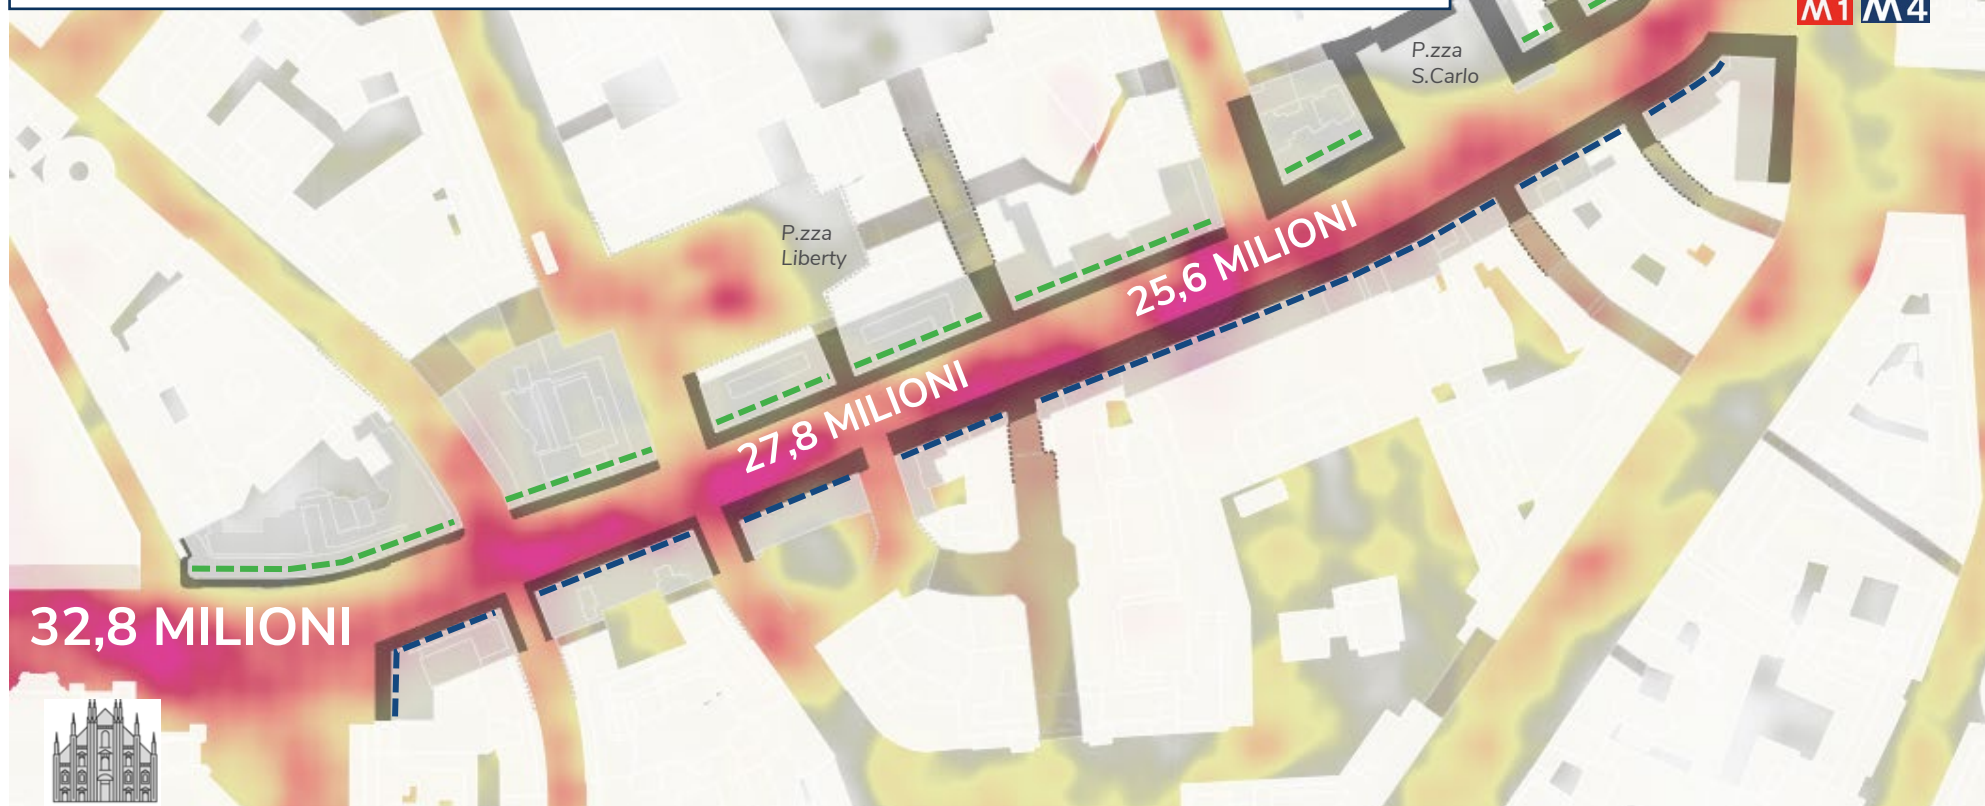 M1 M4
P.zza
S.Carlo
P.zza
Liberty
25,6 MILIONI
27,8 MILIONI
32,8 MILIONI